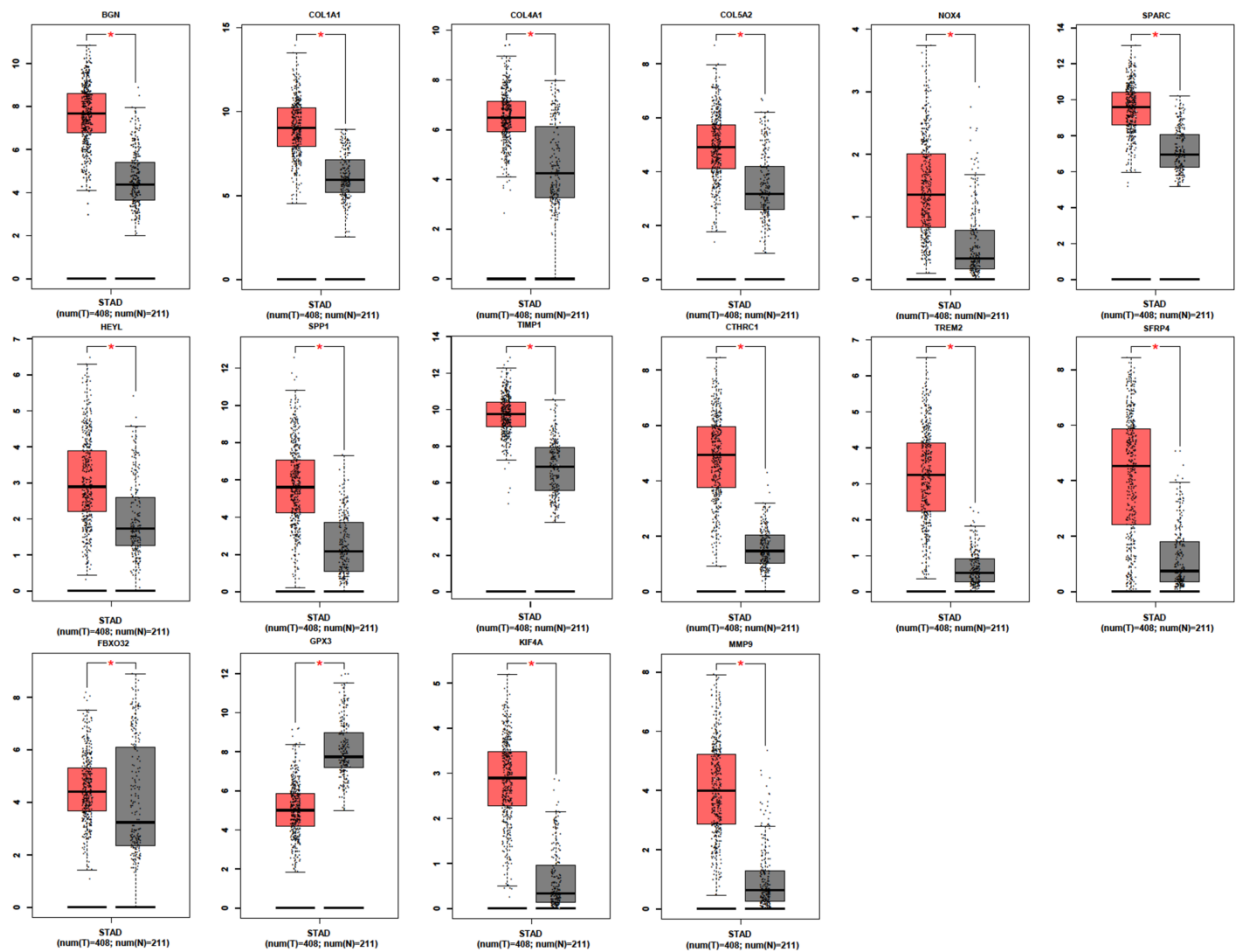 BGN
*
10
8
6
4
2
0
STAD
(num(T)=408; num(N)=211)
COL1A1
*
15
10
5
0
STAD
(num(T)=408; num(N)=211)
COL4A1
*
10
8
6
4
2
0
STAD
(num(T)=408; num(N)=211)
COL5A2
*
8
6
4
2
0
STAD
(num(T)=408; num(N)=211)
NOX4
*
4
3
2
1
0
STAD
(num(T)=408; num(N)=211)
SPARC
*
14
12
10
8
6
4
2
0
STAD
(num(T)=408; num(N)=211)
HEYL
*
7
6
5
4
3
2
1
0
STAD
(num(T)=408; num(N)=211)
SPP1
*
12
10
8
6
4
2
0
STAD
(num(T)=408; num(N)=211)
TIMP1
*
14
12
10
8
6
4
2
0
STAD
(num(T)=408; num(N)=211)
CTHRC1
*
8
6
4
2
0
STAD
(num(T)=408; num(N)=211)
TREM2
*
7
6
5
4
3
2
1
0
STAD
(num(T)=408; num(N)=211)
SFRP4
*
8
6
4
2
0
STAD
(num(T)=408; num(N)=211)
FBXO32
*
8
6
4
2
0
STAD
(num(T)=408; num(N)=211)
GPX3
*
12
10
8
6
4
2
0
STAD
(num(T)=408; num(N)=211)
KIF4A
*
5
4
3
2
1
0
STAD
(num(T)=408; num(N)=211)
MMP9
*
8
6
4
2
0
STAD
(num(T)=408; num(N)=211)